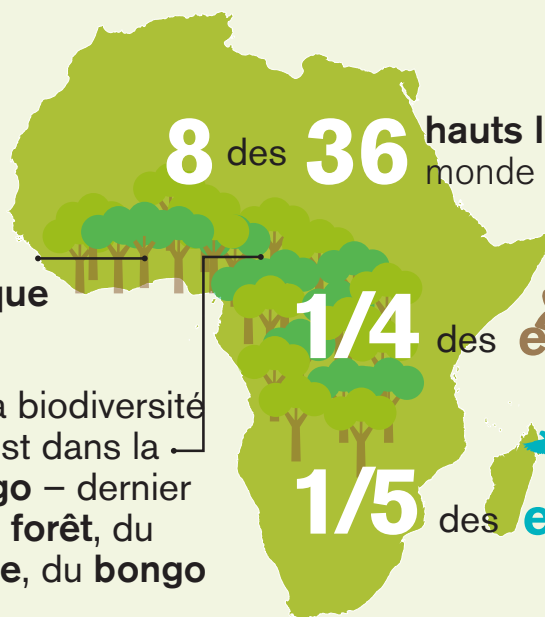 8 des 36 hauts l
monde
que
1/4 des e
a biodiversité
st dans la
go – dernier
forêt, du
e, du bongo
1/5 des e